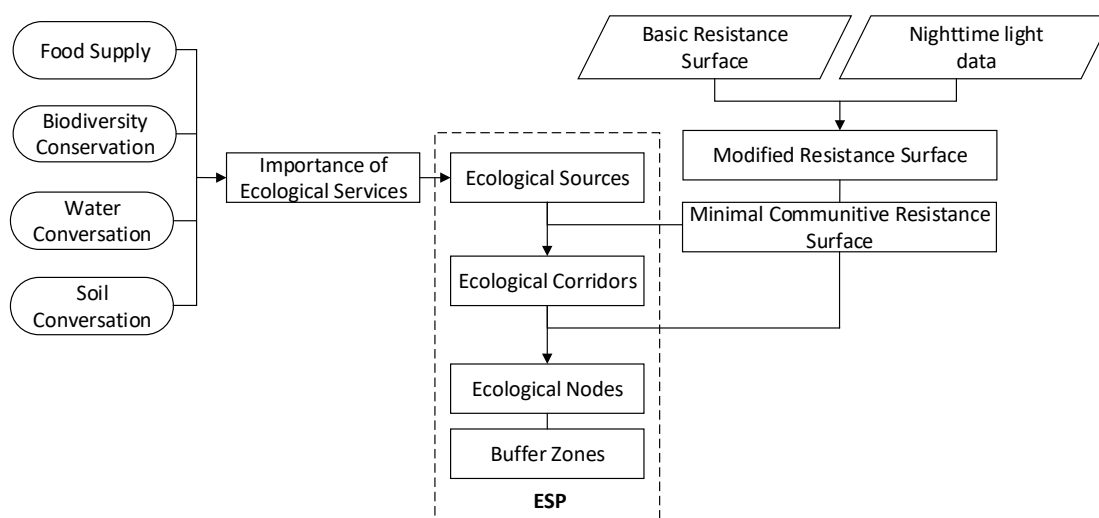 Food Supply
Biodiversity
Conservation
Water
Conversation
Soil
Conversation
Importance of
Ecological Services
Ecological Sources
Ecological Corridors
Ecological Nodes
Buffer Zones
ESP
Basic Resistance
Surface
Nighttime light
data
Modified Resistance Surface
Minimal Communitive Resistance
Surface